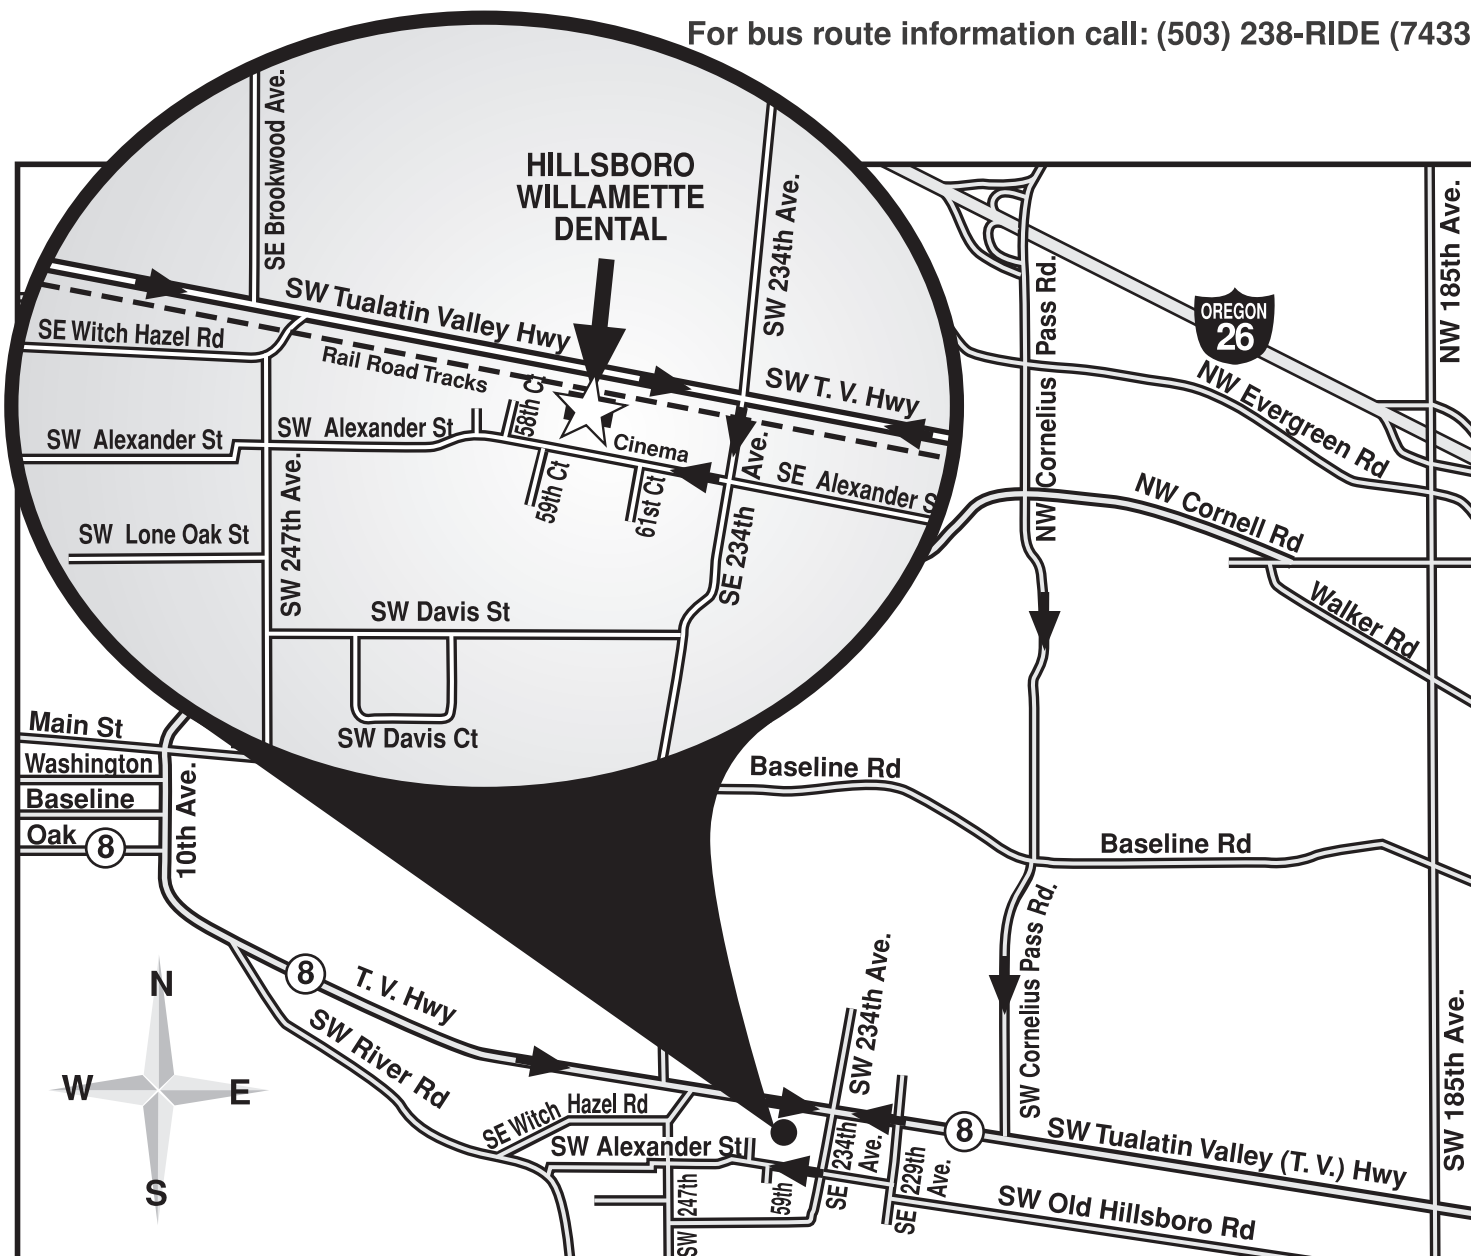 For bus route information call: (503) 238-RIDE (7433
SE Brookwood Ave.
HILLSBORO
WILLAMETTE
DENTAL
SW 234th Ave.
SW Tualatin Valley Hwy
SE Witch Hazel Rd
Rail Road Tracks
SW T. V. Hwy
58th Ct
SW Alexander St
SW Alexander St
Cinema
SE 234th Ave.
SE Alexander S
59th Ct
61st Ct
SW 247th Ave.
SW Lone Oak St
SW Davis St
SW Davis Ct
NW Cornelius Pass Rd.
OREGON
26
NW 185th Ave.
NW Evergreen Rd
NW Cornell Rd
Walker Rd
Main St
Washington
Baseline
Oak
8
10th Ave.
Baseline Rd
Baseline Rd
SW Cornelius Pass Rd.
8
T. V. Hwy
SW River Rd
N
W
E
S
SW 234th Ave.
SE Witch Hazel Rd
SW Alexander St
8
SW Tualatin Valley (T. V.) Hwy
SW 185th Ave.
SE 234th Ave.
SE 229th Ave.
59th
SW 247th
SW Old Hillsboro Rd